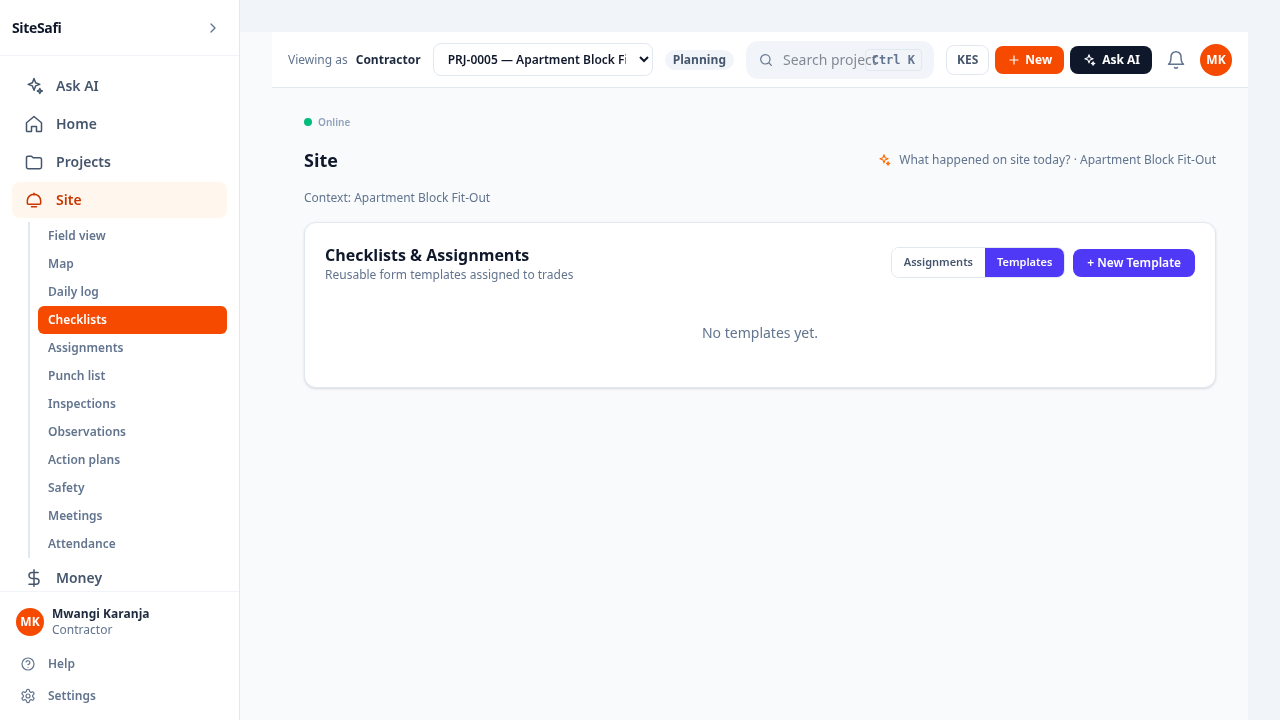 SiteSafi
Ask AI
Home
Projects
Site
Field view
Map
Daily log
Checklists
Assignments
Punch list
Inspections
Observations
Action plans
Safety
Meetings
Attendance
Money
MK
Mwangi Karanja
Contractor
Help
Settings
Viewing as Contractor
PRJ-0005 — Apartment Block Fi
Planning
Search project
Ctrl K
KES
+ New
Ask AI
MK
Online
Site
What happened on site today? · Apartment Block Fit-Out
Context: Apartment Block Fit-Out
Checklists & Assignments
Reusable form templates assigned to trades
Assignments
Templates
+ New Template
No templates yet.